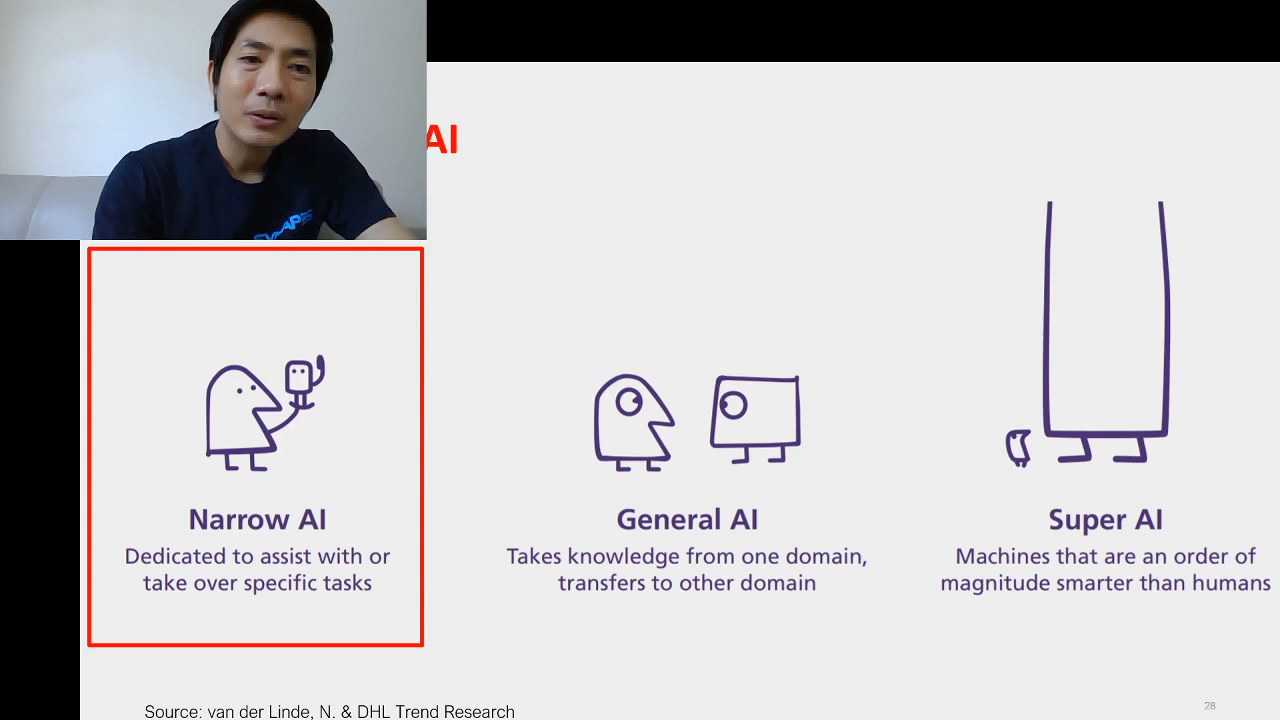 AI
Narrow AI
Dedicated to assist with or
take over specific tasks
General AI
Takes knowledge from one domain,
transfers to other domain
Super AI
Machines that are an order of
magnitude smarter than humans
Source: van der Linde, N. & DHL Trend Research
28